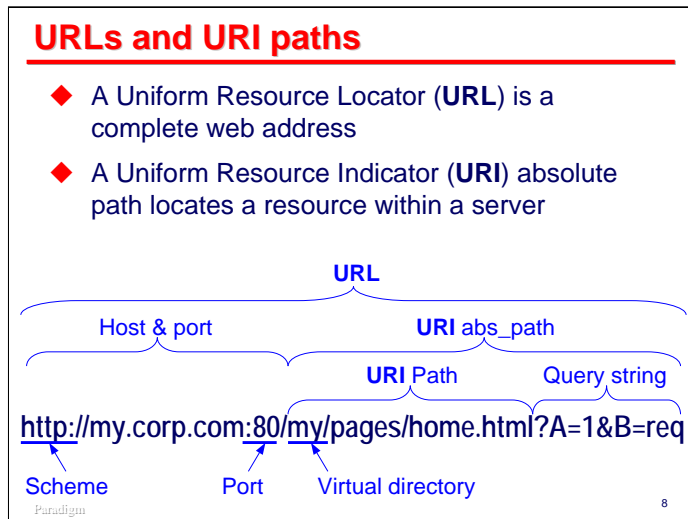 URLs and URI paths
A Uniform Resource Locator (URL) is a
complete web address
A Uniform Resource Indicator (URI) absolute
path locates a resource within a server
URL
Host & port
URI abs_path
URI Path
Query string
http://my.corp.com:80/my/pages/home.html?A=1&B=req
Scheme
Port
Virtual directory
Paradigm
8